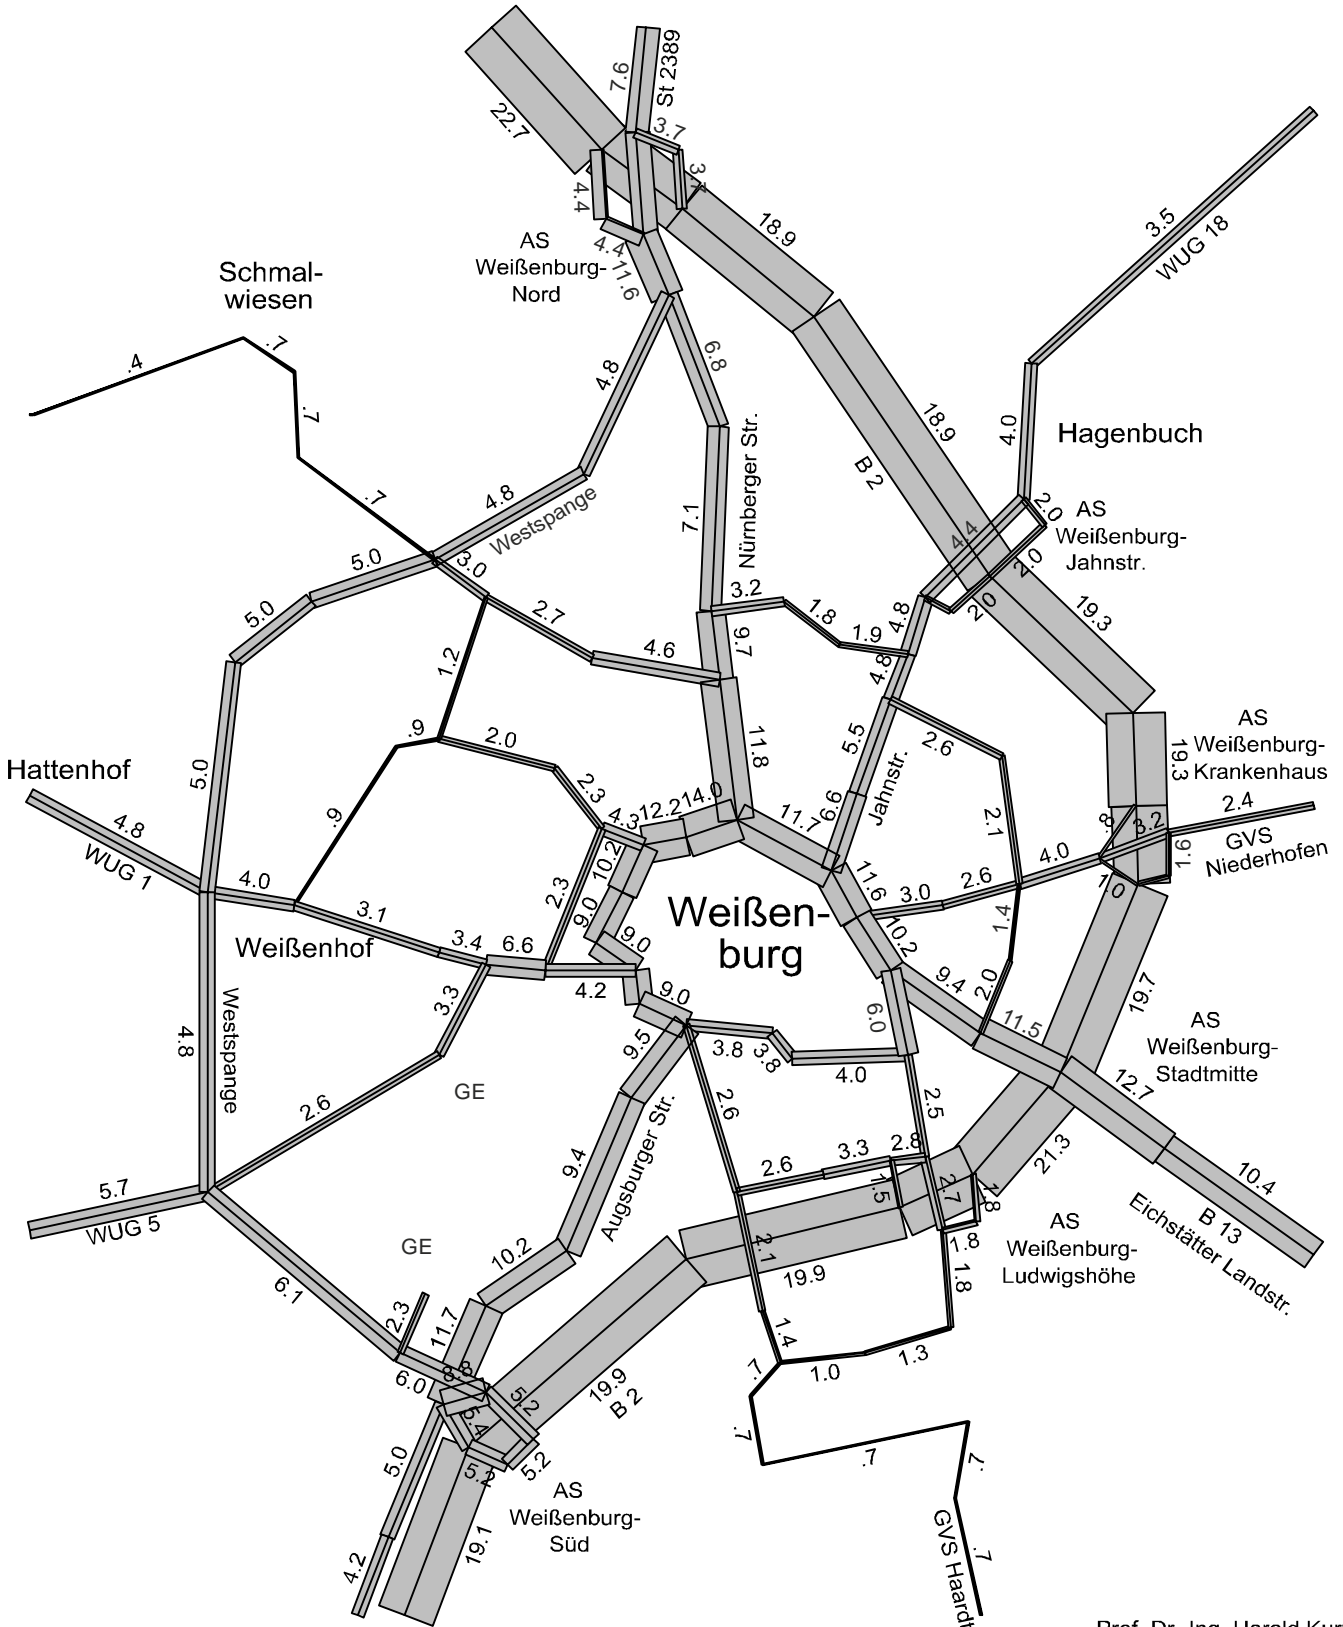 22.7
7.6
St 2389
3.7
3.7
4.4
4.4
AS
Weißenburg-
Nord
11.6
18.9
3.5
WUG 18
Schmal-
wiesen
.4
.7
.7
.7
4.8
6.8
4.8
Westspange
Nürnberger Str.
7.1
18.9
B 2
4.0
Hagenbuch
2.0
AS
Weißenburg-
Jahnstr.
4.4
2.0
2.0
19.3
5.0
5.0
3.0
2.7
4.6
3.2
1.8
1.9
4.8
4.8
9.7
1.2
5.0
.9
.9
2.0
2.3
11.8
5.5
Jahnstr.
2.6
2.1
AS
Weißenburg-
Krankenhaus
19.3
2.4
GVS
Niederhofen
.8
3.2
1.6
1.0
Hattenhof
4.8
WUG 1
4.3
12.2
14.0
11.7
6.6
10.2
4.0
3.1
Weißenhof
3.4
6.6
2.3
9.0
9.0
4.2
Weißen-
burg
11.6
3.0
2.6
4.0
1.4
10.2
9.4
2.0
11.5
19.7
AS
Weißenburg-
Stadtmitte
12.7
10.4
B 13
Eichstätter Landstr.
21.3
4.8
Westspange
3.3
2.6
GE
9.0
9.5
3.8
3.8
4.0
6.0
2.5
2.6
9.4
Augsburger Str.
2.6
3.3
2.8
1.5
2.7
1.8
1.8
1.8
AS
Weißenburg-
Ludwigshöhe
5.7
WUG 5
GE
6.1
10.2
2.1
19.9
2.3
11.7
6.0
8.8
5.2
5.4
5.2
5.2
19.9
B 2
1.4
1.0
1.3
.7
.7
.7
.7
.7
GVS Haardt
5.0
4.2
19.1
AS
Weißenburg-
Süd